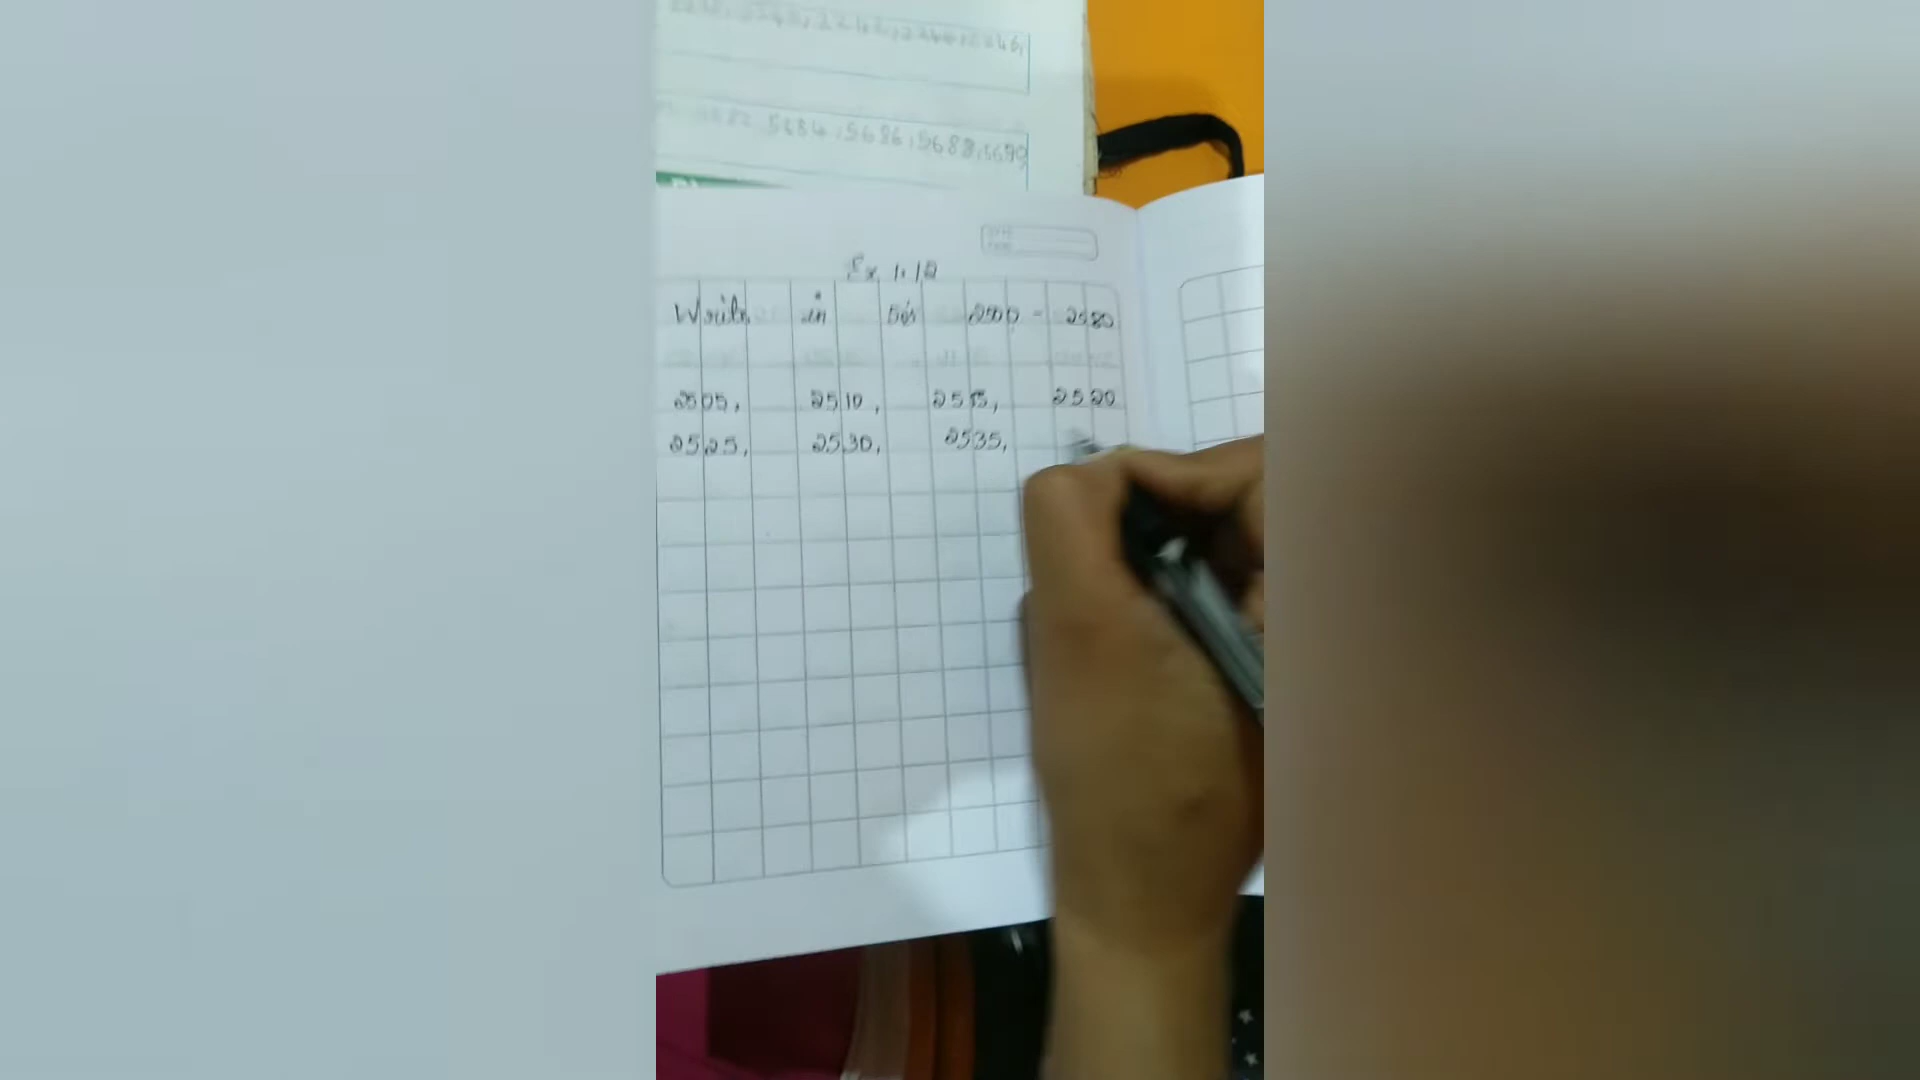 5684, 5686, 5688, 5690
Ex 1.12
Write in 5's 2500 - 2580
2505, 2510, 2515, 2520
2525, 2530, 2535,